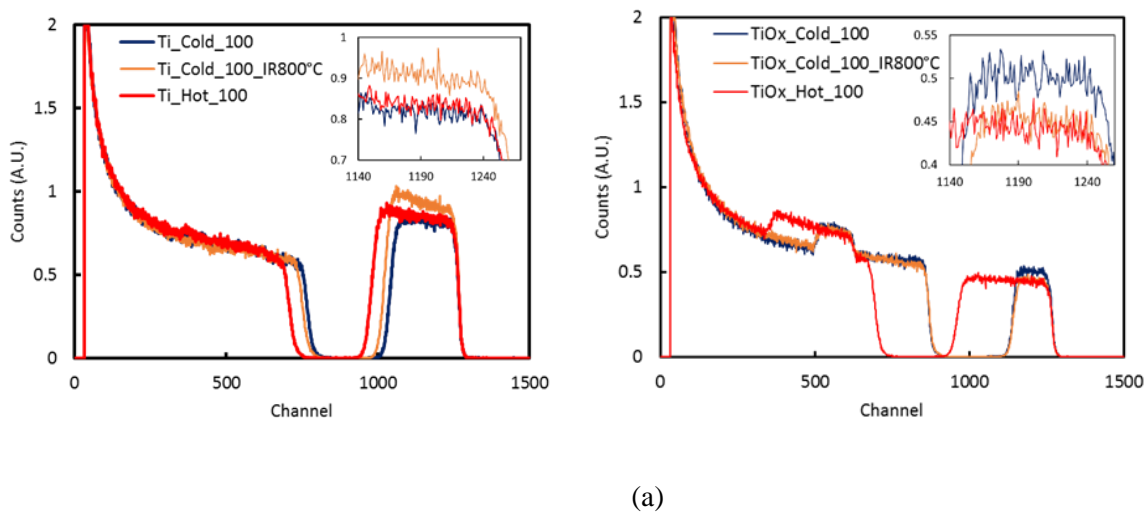 2
Ti_Cold_100
Ti_Cold_100_IR800°C
Ti_Hot_100
1
0.9
0.8
0.7
1140 1190 1240
1.5
1
0.5
0
Counts (A.U.)
0 500 1000 1500
Channel
2
TiOx_Cold_100
TiOx_Cold_100_IR800°C
TiOx_Hot_100
0.55
0.5
0.45
0.4
1140 1190 1240
1.5
1
0.5
0
Counts (A.U.)
0 500 1000 1500
Channel
(a)